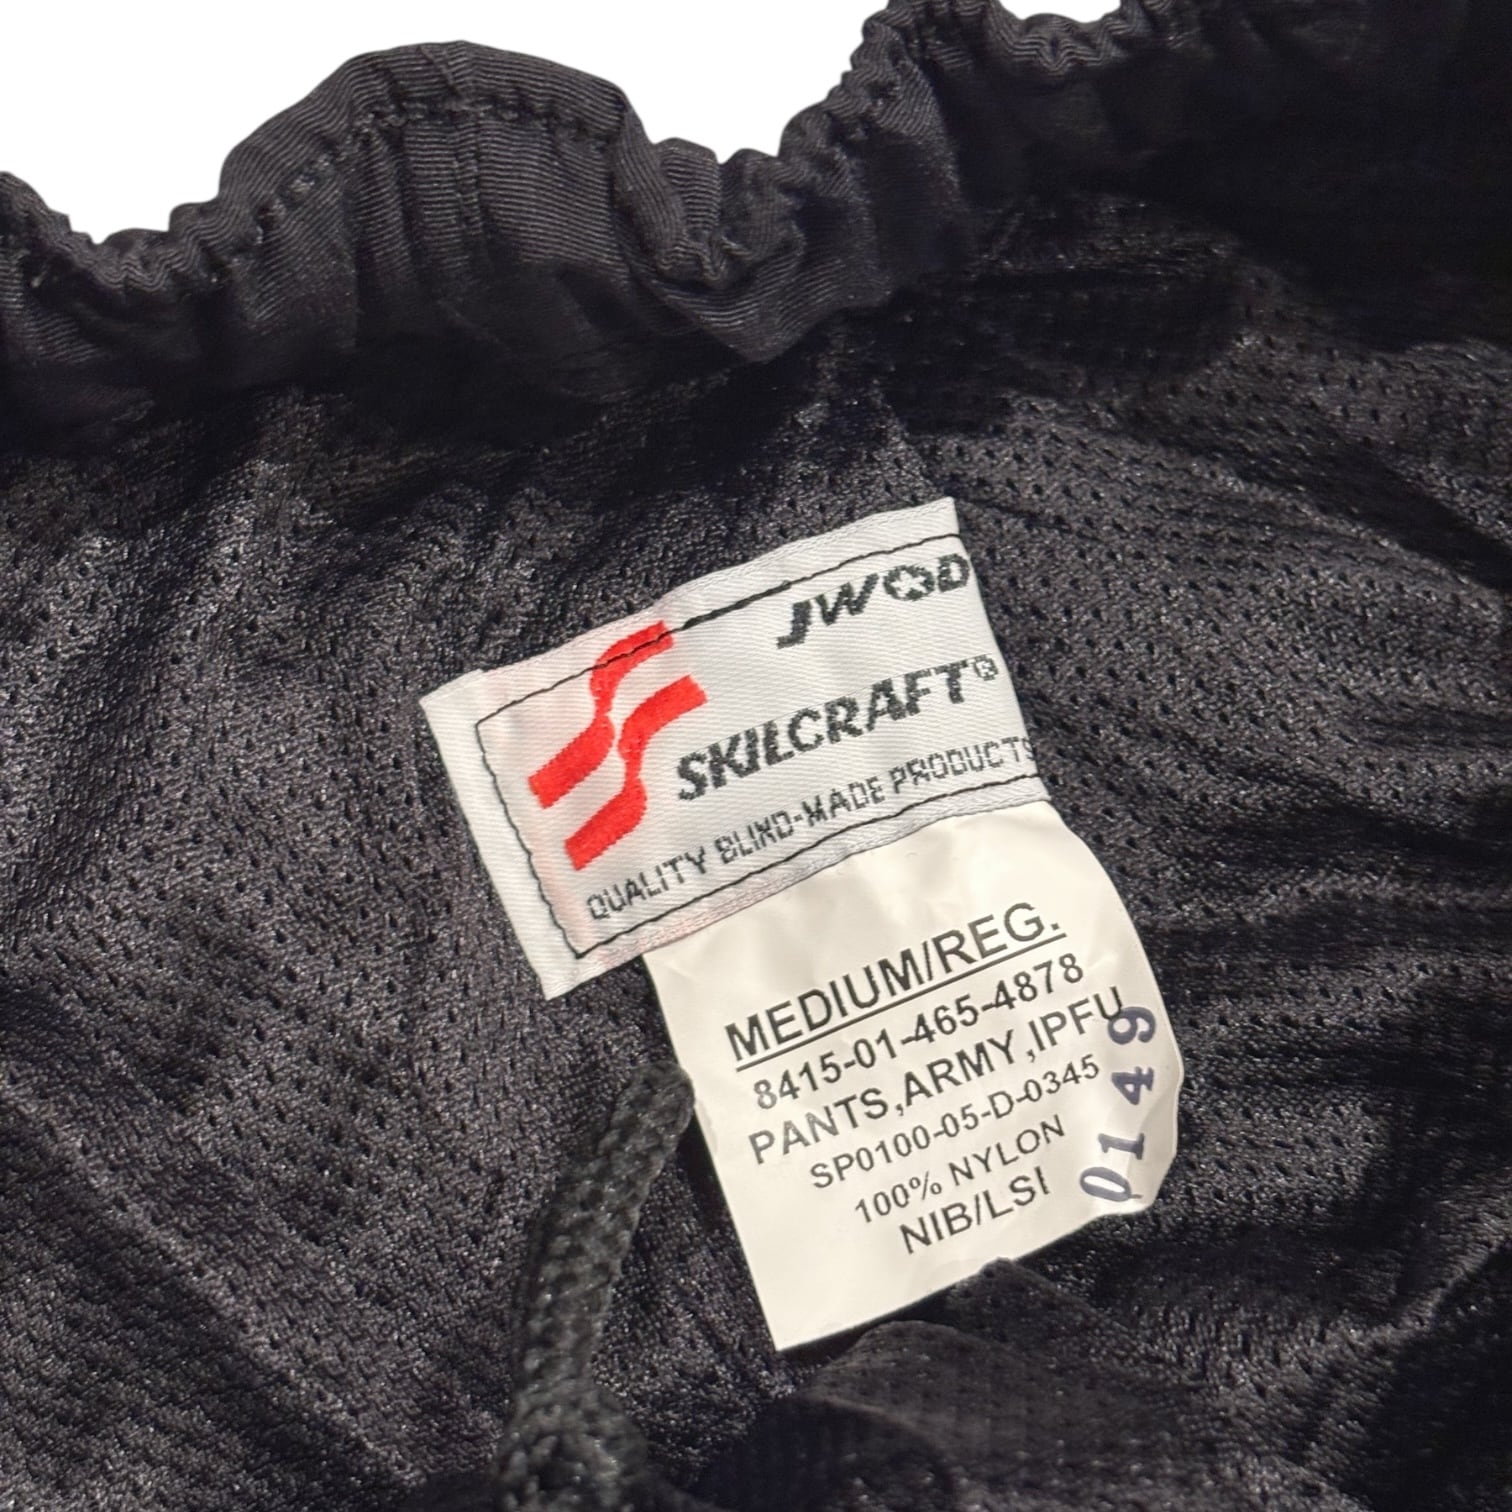 JWOD
SKILCRAFT®
QUALITY BLIND-MADE PRODUCTS
MEDIUM/REG.
8415-01-465-4878
PANTS,ARMY,IPFU
SP0100-05-D-0345
100% NYLON
NIB/LSI
0149